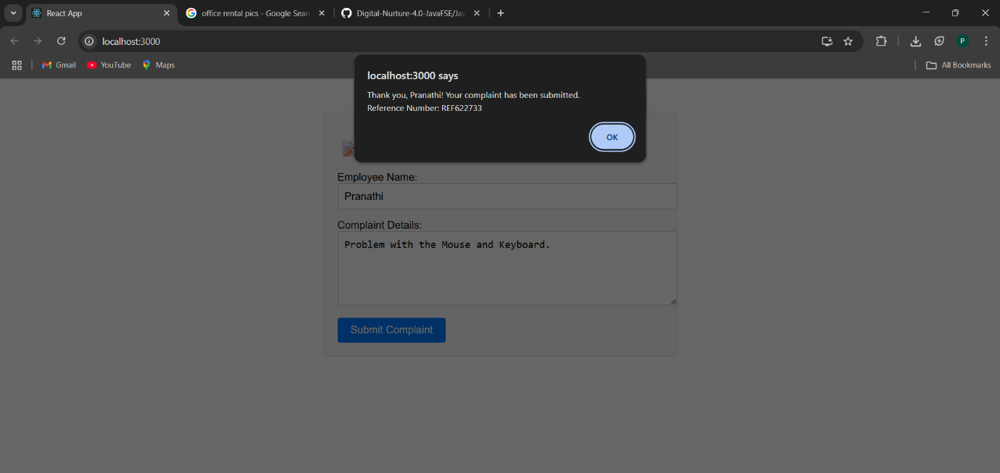 React App
office rental pics - Google Sear
Digital-Nurture-4.0-JavaFSE/Jav
localhost:3000
P
Gmail
YouTube
Maps
All Bookmarks
localhost:3000 says
Thank you, Pranathi! Your complaint has been submitted.
Reference Number: REF622733
OK
Employee Name:
Pranathi
Complaint Details:
Problem with the Mouse and Keyboard.
Submit Complaint